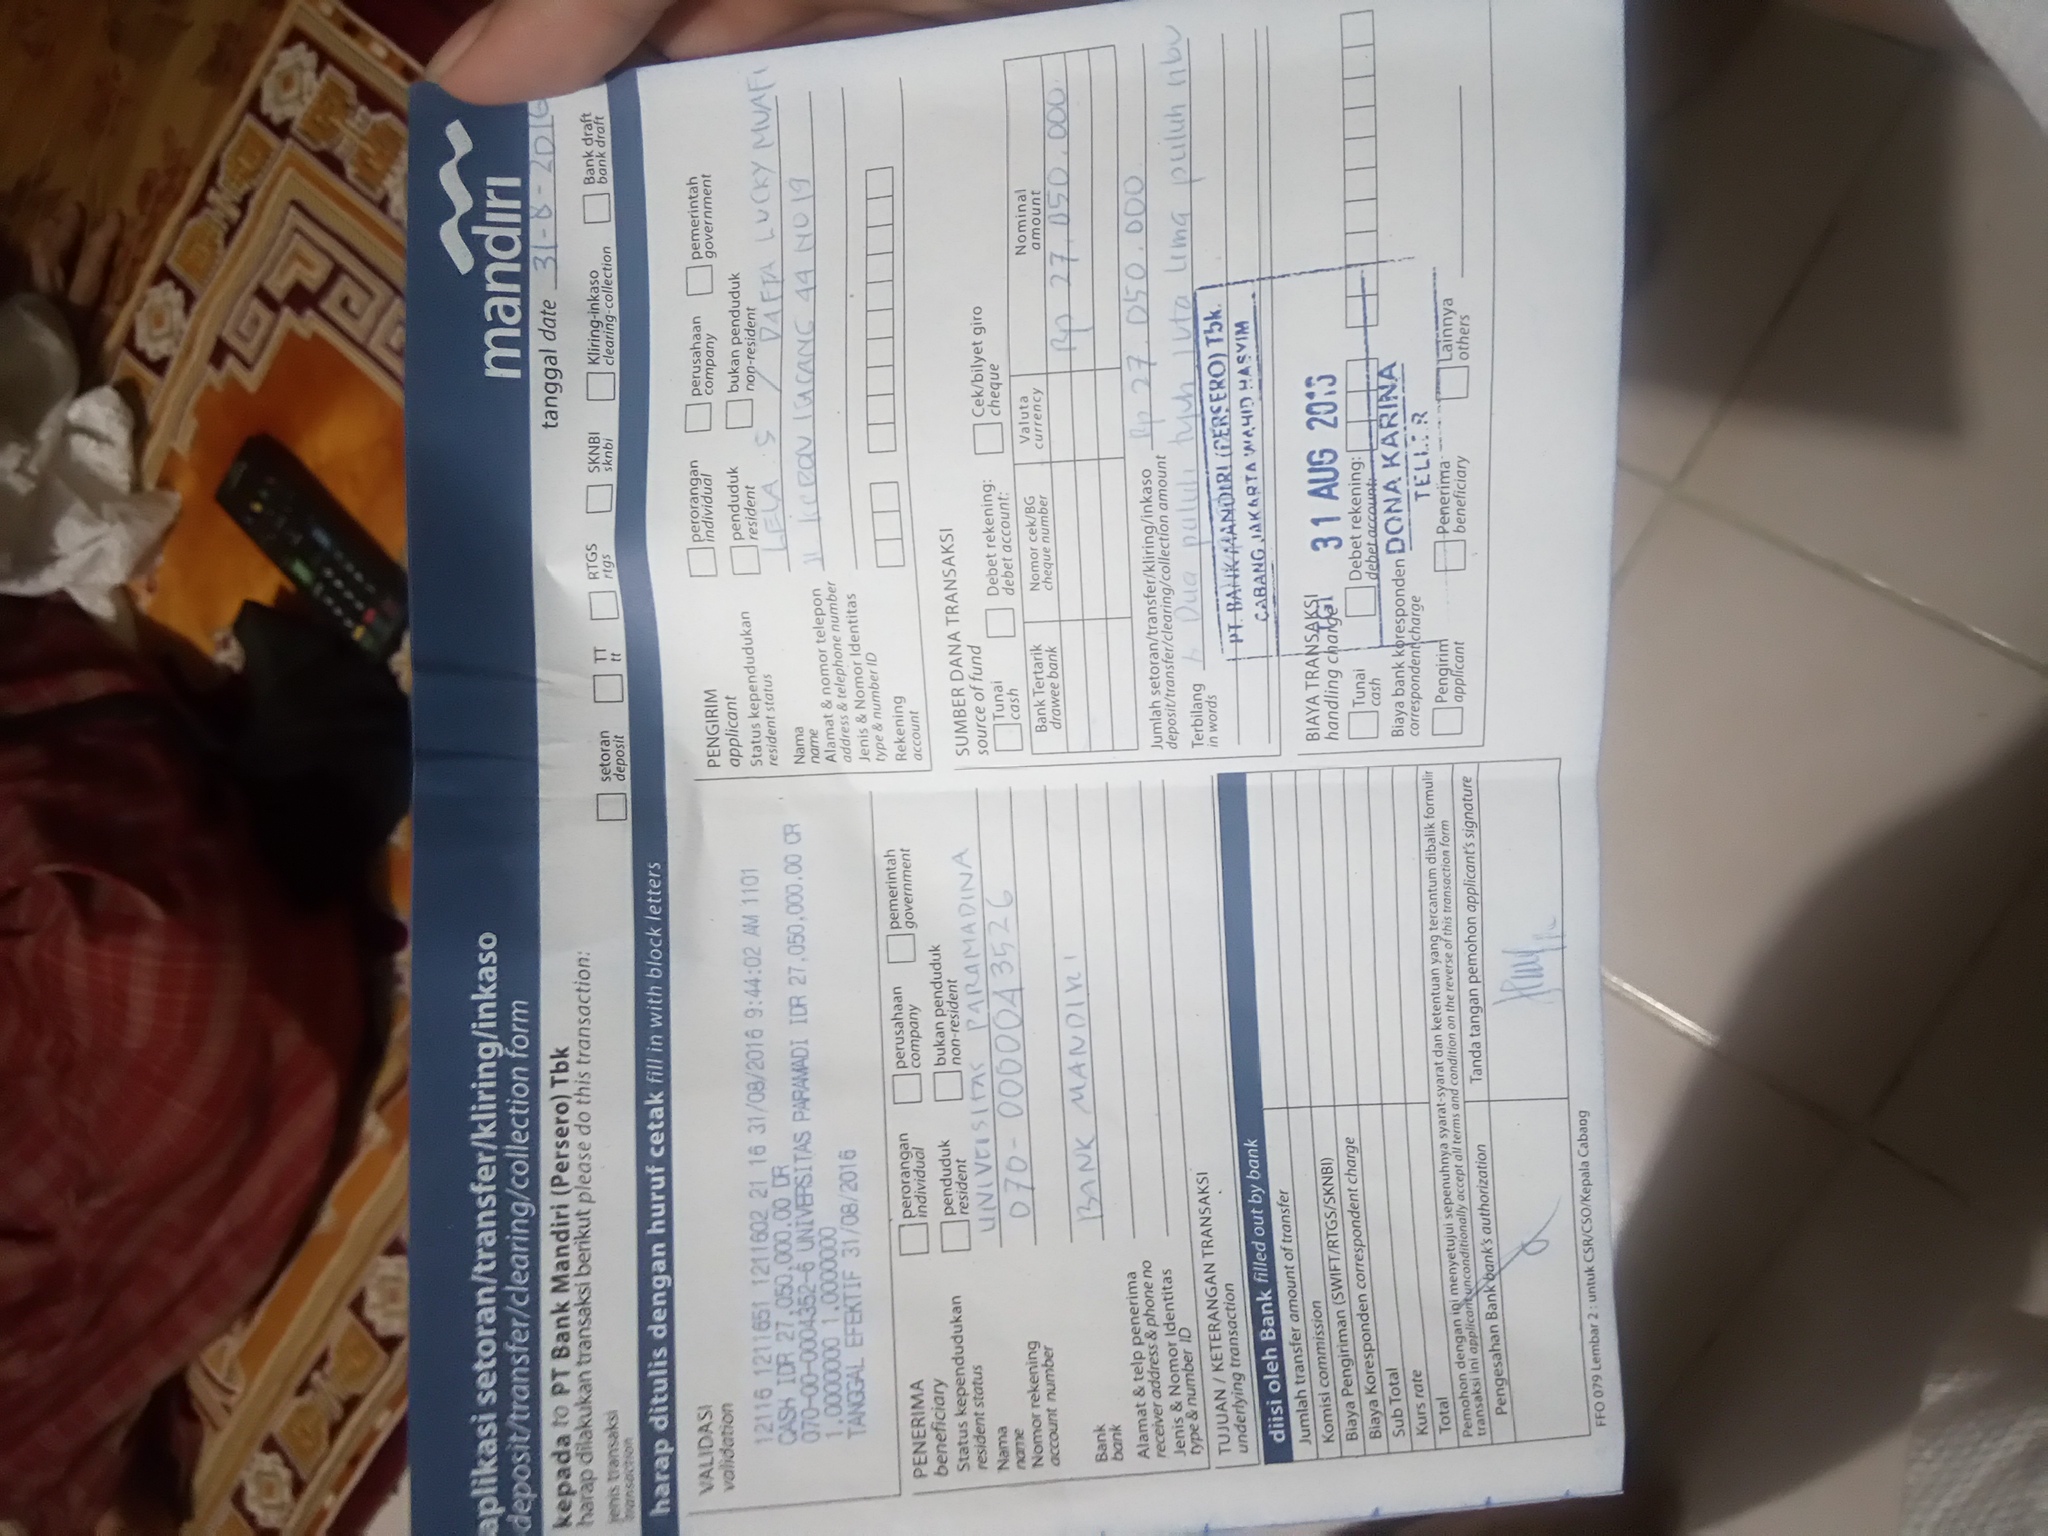 aplikasi setoran/transfer/kliring/inkaso
deposit/transfer/clearing/collection form
mandiri
kepada to PT Bank Mandiri (Persero) Tbk
tanggal date 31-8-2016
harap dilakukan transaksi berikut please do this transaction:
jenis transaksi
transaction
setoran
deposit
TT
tt
RTGS
rtgs
SKNBI
sknbi
Kliring-inkaso
clearing-collection
Bank draft
bank draft
harap ditulis dengan huruf cetak fill in with block letters
VALIDASI
validation
12116 1211651 1211602 21 16 31/08/2016 9:44:02 AM 1101
CASH IDR 27,050,000.00 DR
070-00-0004352-6 UNIVERSITAS PARAMADI IDR 27,050,000.00 CR
1.0000000 1.0000000
TANGGAL EFEKTIF 31/08/2016
PENERIMA
beneficiary
perorangan
individual
perusahaan
company
pemerintah
government
Status kependudukan
resident status
penduduk
resident
bukan penduduk
non-resident
Nama
name
UNIVERSITAS PARAMADINA
Nomor rekening
account number
070-0000043526
Bank
bank
BANK MANDIRI
Alamat & telp penerima
receiver address & phone no
Jenis & Nomor Identitas
type & number ID
TUJUAN / KETERANGAN TRANSAKSI
underlying transaction
diisi oleh Bank filled out by bank
Jumlah transfer amount of transfer
Komisi commission
Biaya Pengiriman (SWIFT/RTGS/SKNBI)
Biaya Koresponden correspondent charge
Sub Total
Kurs rate
Total
Pemohon dengan ini menyetujui sepenuhnya syarat-syarat dan ketentuan yang tercantum dibalik formulir
transaksi ini applicant unconditionally accept all terms and condition on the reverse of this transaction form
Pengesahan Bank bank's authorization
Tanda tangan pemohon applicant's signature
FFO 079 Lembar 2 : untuk CSR/CSO/Kepala Cabang
PENGIRIM
applicant
perorangan
individual
perusahaan
company
pemerintah
government
Status kependudukan
resident status
penduduk
resident
bukan penduduk
non-resident
Nama
name
LELA S / DAFFA LUCKY MUAFI
Alamat & nomor telepon
address & telephone number
Jl. KEBON KACANG 44 NO 19
Jenis & Nomor Identitas
type & number ID
Rekening
account
SUMBER DANA TRANSAKSI
source of fund
Tunai
cash
Debet rekening:
debet account:
Cek/bilyet giro
cheque
Bank Tertarik
drawee bank
Nomor cek/BG
cheque number
Valuta
currency
Nominal
amount
Rp 27.050.000
Jumlah setoran/transfer/kliring/inkaso
deposit/transfer/clearing/collection amount
Rp 27.050.000
Terbilang
in words
Dua puluh tujuh juta lima puluh ribu
PT. BANK MANDIRI (PERSERO) Tbk.
CABANG JAKARTA WAHID HASYIM
BIAYA TRANSAKSI
handling charge
TGl 31 AUG 2016
Tunai
cash
Debet rekening:
debet account:
Biaya bank koresponden
correspondent charge
DONA KARINA
TELLER
Pengirim
applicant
Penerima
beneficiary
Lainnya
others